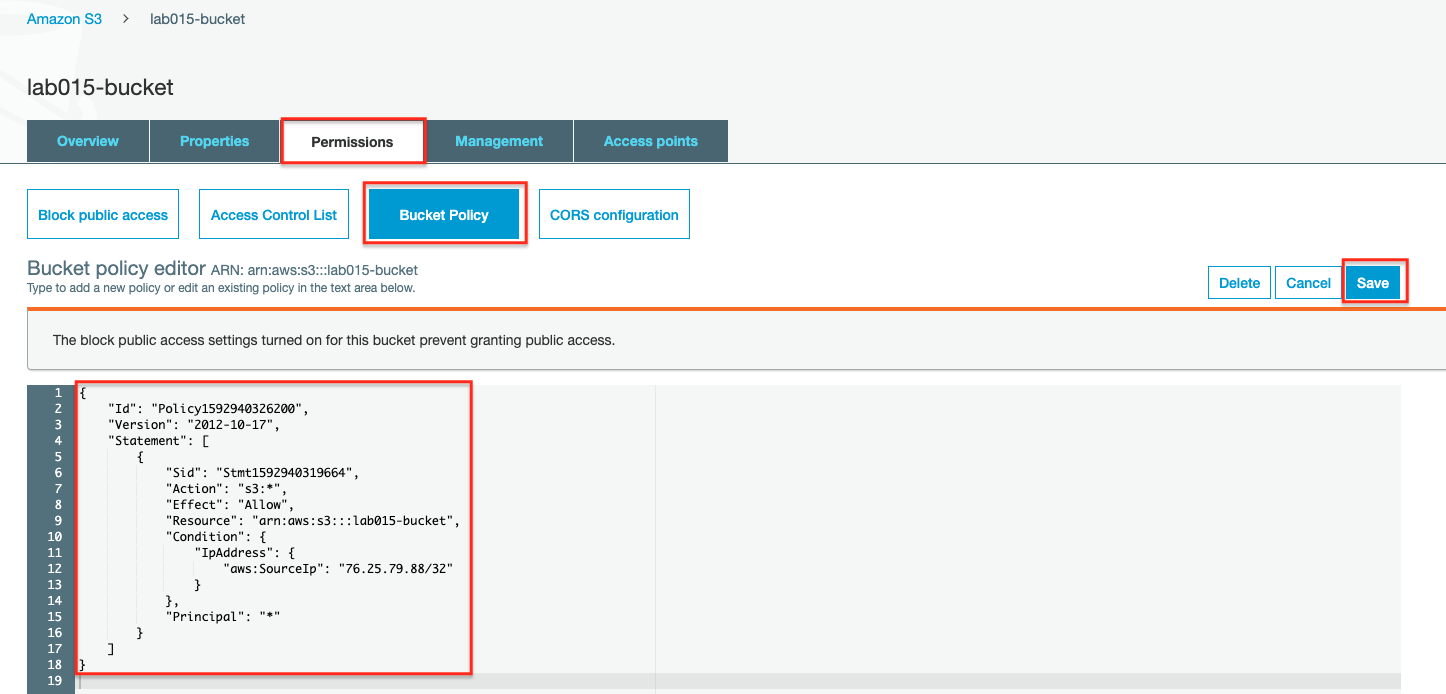 Amazon S3 > lab015-bucket
lab015-bucket
Overview Properties Permissions Management Access points
Block public access Access Control List Bucket Policy CORS configuration
Bucket policy editor ARN: arn:aws:s3:::lab015-bucket
Type to add a new policy or edit an existing policy in the text area below.
Delete Cancel Save
The block public access settings turned on for this bucket prevent granting public access.
1 {
2 "Id": "Policy1592940326200",
3 "Version": "2012-10-17",
4 "Statement": [
5 {
6 "Sid": "Stmt1592940319664",
7 "Action": "s3:*",
8 "Effect": "Allow",
9 "Resource": "arn:aws:s3:::lab015-bucket",
10 "Condition": {
11 "IpAddress": {
12 "aws:SourceIp": "76.25.79.88/32"
13 }
14 },
15 "Principal": "*"
16 }
17 ]
18 }
19